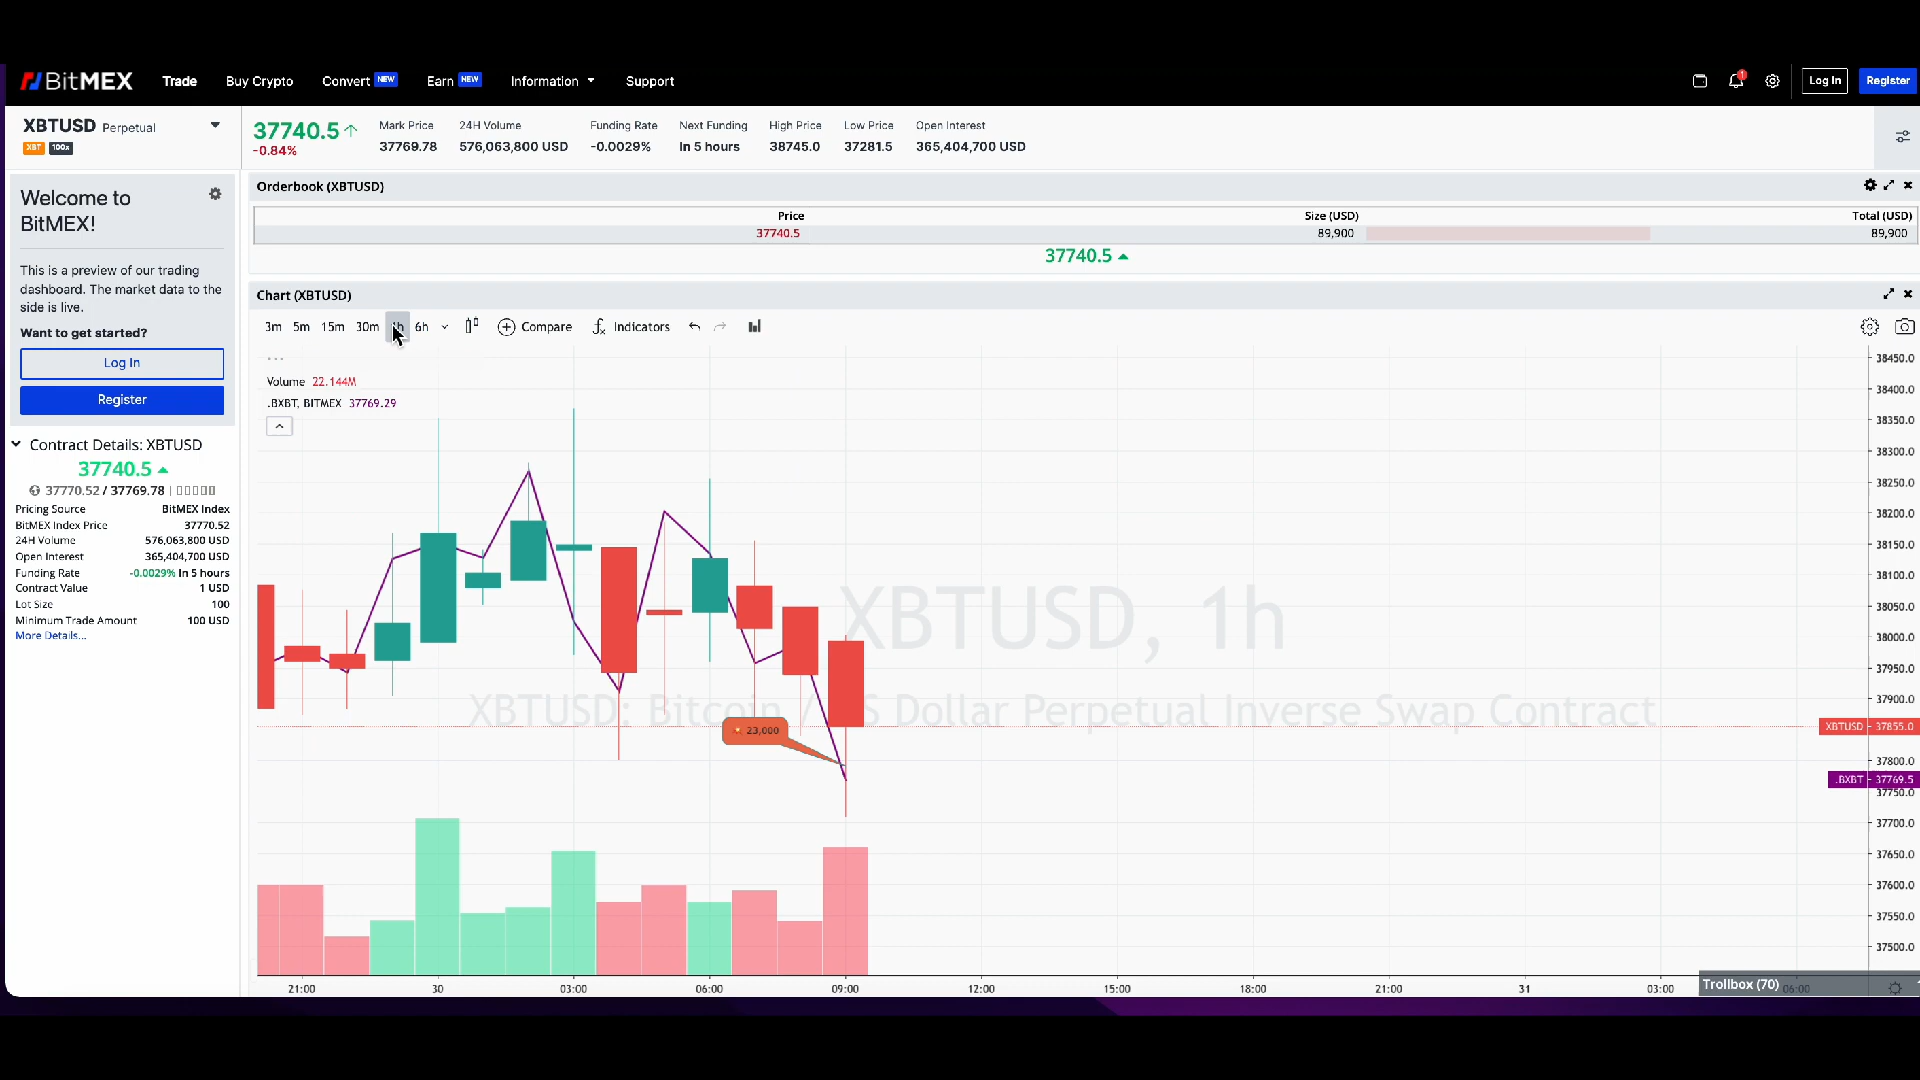 BitMEX Trade Buy Crypto Convert NEW Earn NEW Information Support Log In Register
XBTUSD Perpetual
XBT 100x
37740.5
-0.84%
Mark Price
37769.78
24H Volume
576,063,800 USD
Funding Rate
-0.0029%
Next Funding
In 5 hours
High Price
38745.0
Low Price
37281.5
Open Interest
365,404,700 USD
Welcome to
BitMEX!
This is a preview of our trading
dashboard. The market data to the
side is live.
Want to get started?
Log In
Register
Contract Details: XBTUSD
37740.5
37770.52 / 37769.78 |
Pricing Source BitMEX Index
BitMEX Index Price 37770.52
24H Volume 576,063,800 USD
Open Interest 365,404,700 USD
Funding Rate -0.0029% In 5 hours
Contract Value 1 USD
Lot Size 100
Minimum Trade Amount 100 USD
More Details...
Orderbook (XBTUSD)
Price Size (USD) Total (USD)
37740.5 89,900 89,900
37740.5
Chart (XBTUSD)
3m 5m 15m 30m 6h Compare Indicators
...
Volume 22.144M
.BXBT, BITMEX 37769.29
XBTUSD, 1h
XBTUSD: Bitcoin / S Dollar Perpetual Inverse Swap Contract
23,000
38450.0
38400.0
38350.0
38300.0
38250.0
38200.0
38150.0
38100.0
38050.0
38000.0
37950.0
37900.0
XBTUSD 37855.0
37800.0
.BXBT 37769.5
37750.0
37700.0
37650.0
37600.0
37550.0
37500.0
21:00 30 03:00 06:00 09:00 12:00 15:00 18:00 21:00 31 03:00 06:00
Trollbox (70)